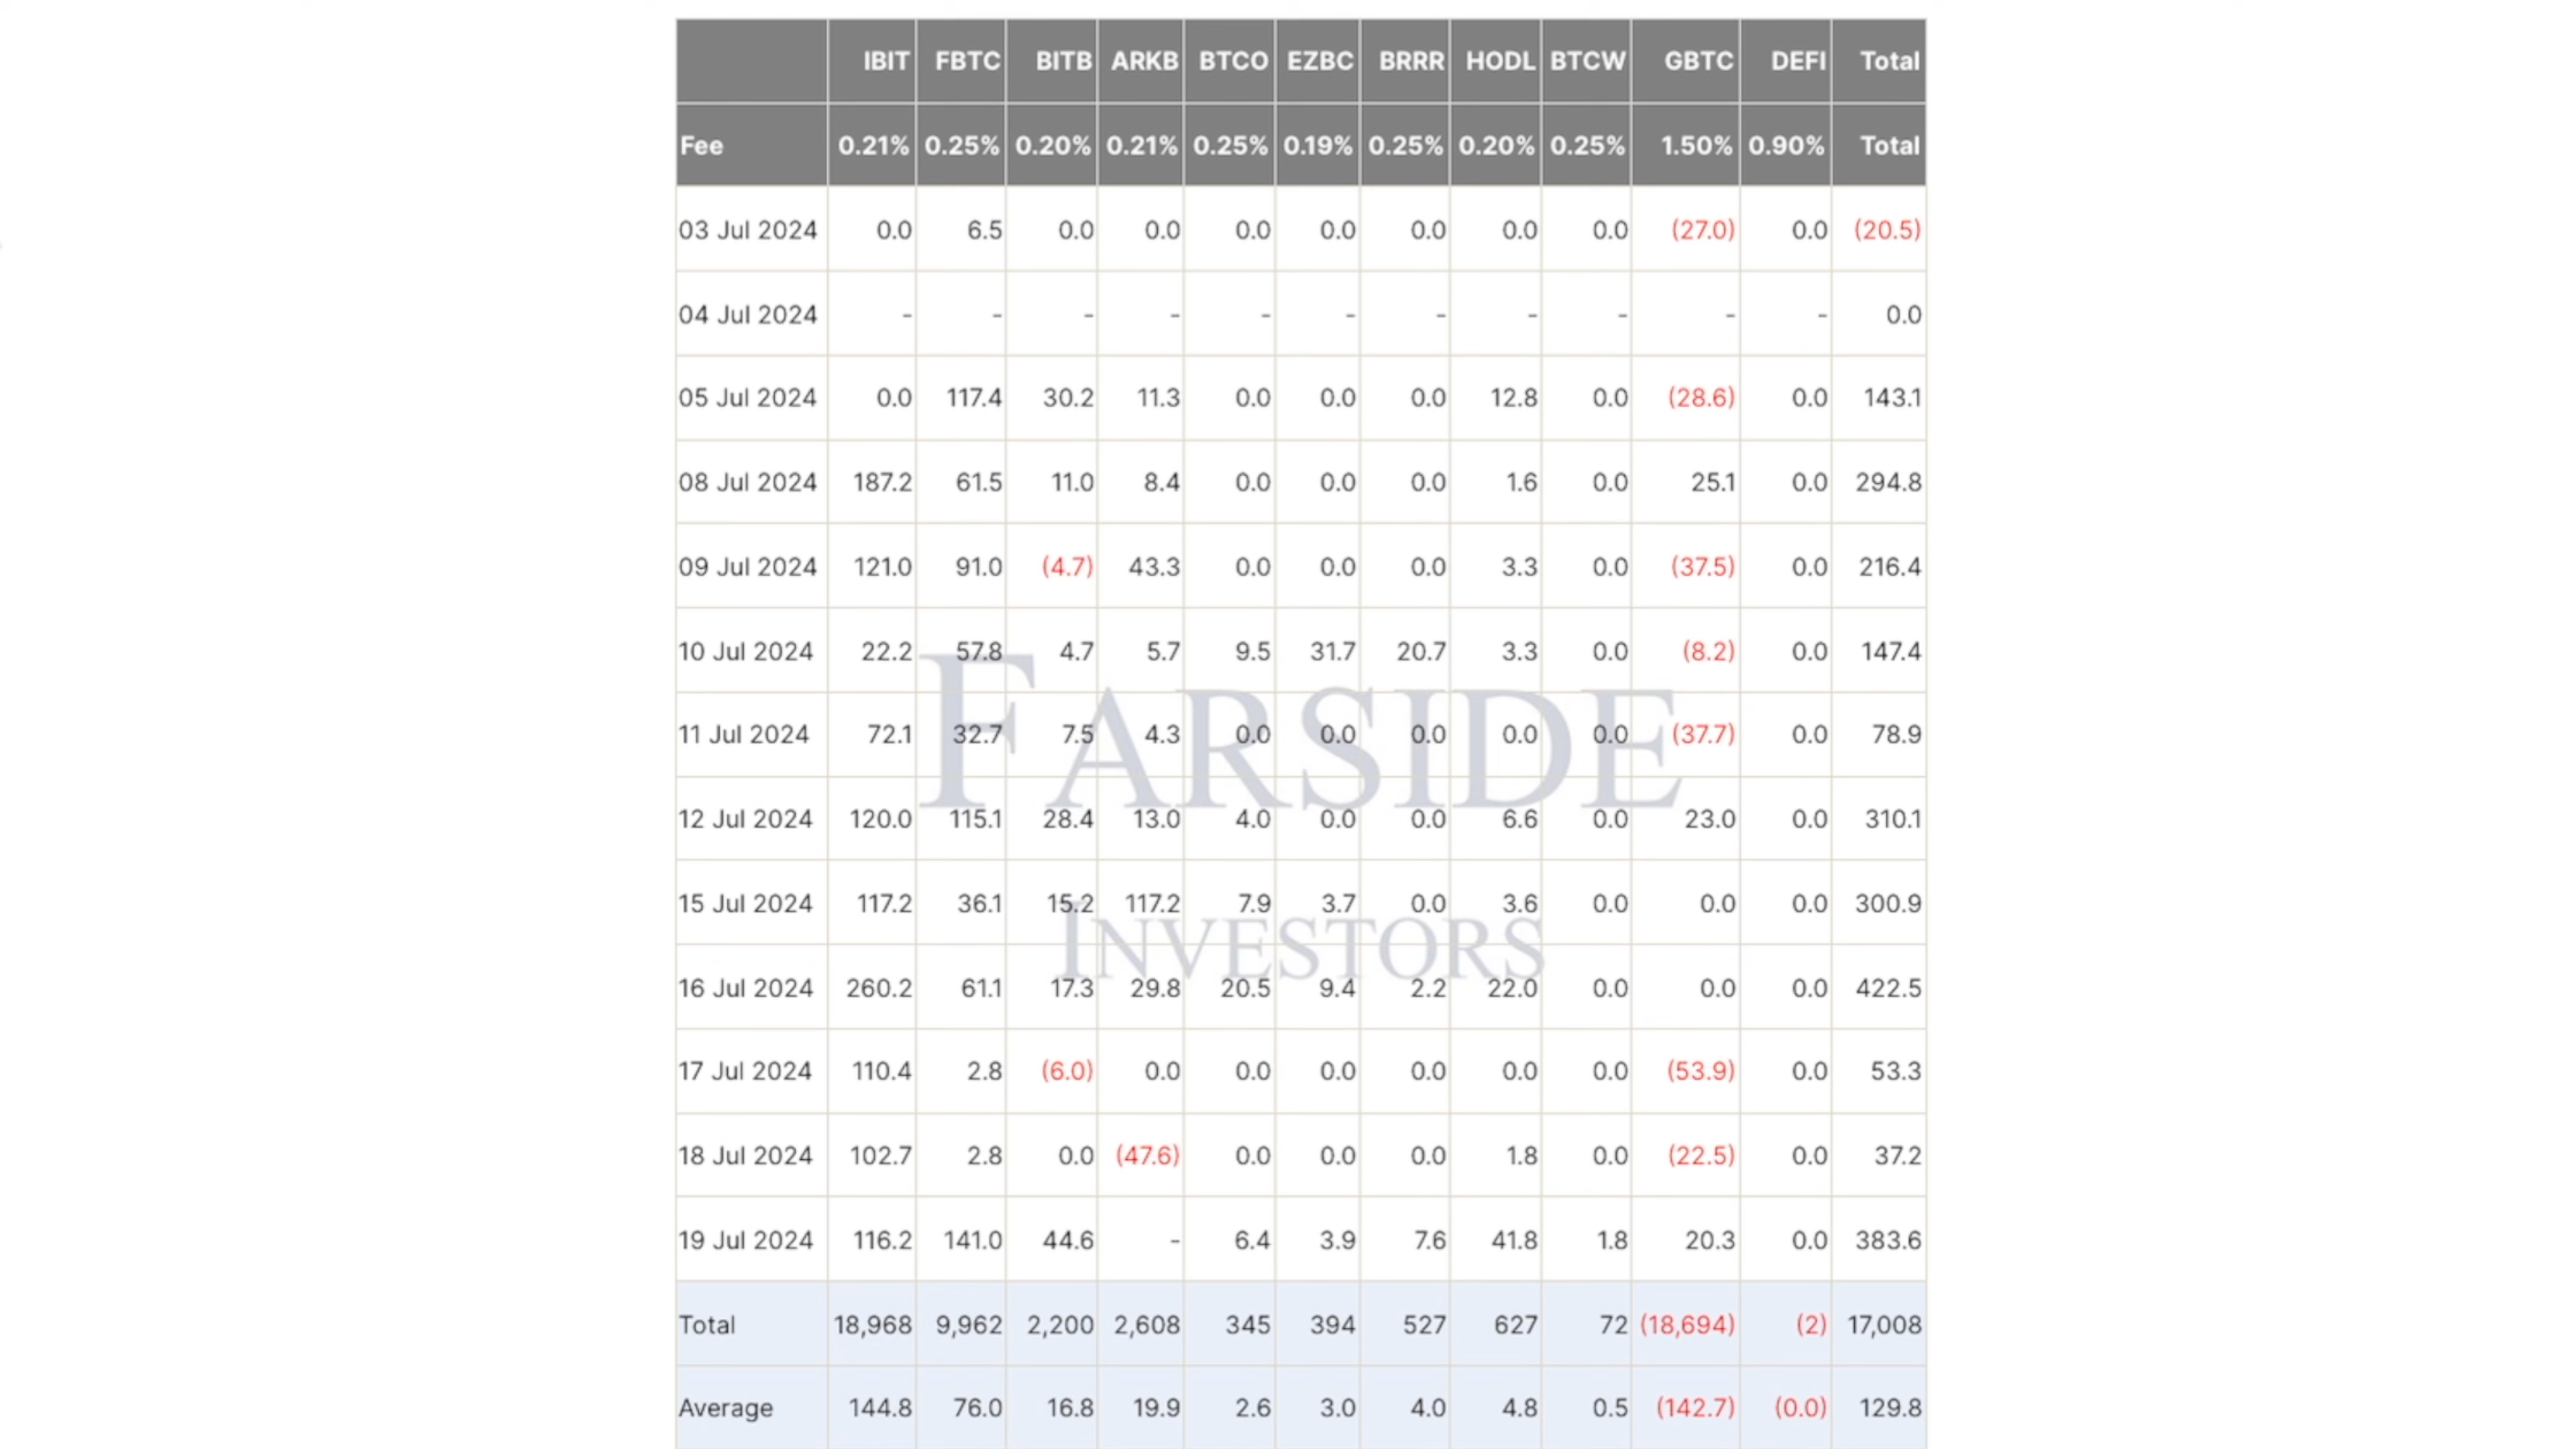 IBIT FBTC BITB ARKB BTCO EZBC BRRR HODL BTCW GBTC DEFI Total
Fee 0.21% 0.25% 0.20% 0.21% 0.25% 0.19% 0.25% 0.20% 0.25% 1.50% 0.90% Total
03 Jul 2024 0.0 6.5 0.0 0.0 0.0 0.0 0.0 0.0 0.0 (27.0) 0.0 (20.5)
04 Jul 2024 - - - - - - - - - - - 0.0
05 Jul 2024 0.0 117.4 30.2 11.3 0.0 0.0 0.0 12.8 0.0 (28.6) 0.0 143.1
08 Jul 2024 187.2 61.5 11.0 8.4 0.0 0.0 0.0 1.6 0.0 25.1 0.0 294.8
09 Jul 2024 121.0 91.0 (4.7) 43.3 0.0 0.0 0.0 3.3 0.0 (37.5) 0.0 216.4
10 Jul 2024 22.2 57.8 4.7 5.7 9.5 31.7 20.7 3.3 0.0 (8.2) 0.0 147.4
11 Jul 2024 72.1 32.7 7.5 4.3 0.0 0.0 0.0 0.0 0.0 (37.7) 0.0 78.9
FARSIDE
12 Jul 2024 120.0 115.1 28.4 13.0 4.0 0.0 0.0 6.6 0.0 23.0 0.0 310.1
15 Jul 2024 117.2 36.1 15.2 117.2 7.9 3.7 0.0 3.6 0.0 0.0 0.0 300.9
INVESTORS
16 Jul 2024 260.2 61.1 17.3 29.8 20.5 9.4 2.2 22.0 0.0 0.0 0.0 422.5
17 Jul 2024 110.4 2.8 (6.0) 0.0 0.0 0.0 0.0 0.0 0.0 (53.9) 0.0 53.3
18 Jul 2024 102.7 2.8 0.0 (47.6) 0.0 0.0 0.0 1.8 0.0 (22.5) 0.0 37.2
19 Jul 2024 116.2 141.0 44.6 - 6.4 3.9 7.6 41.8 1.8 20.3 0.0 383.6
Total 18,968 9,962 2,200 2,608 345 394 527 627 72 (18,694) (2) 17,008
Average 144.8 76.0 16.8 19.9 2.6 3.0 4.0 4.8 0.5 (142.7) (0.0) 129.8